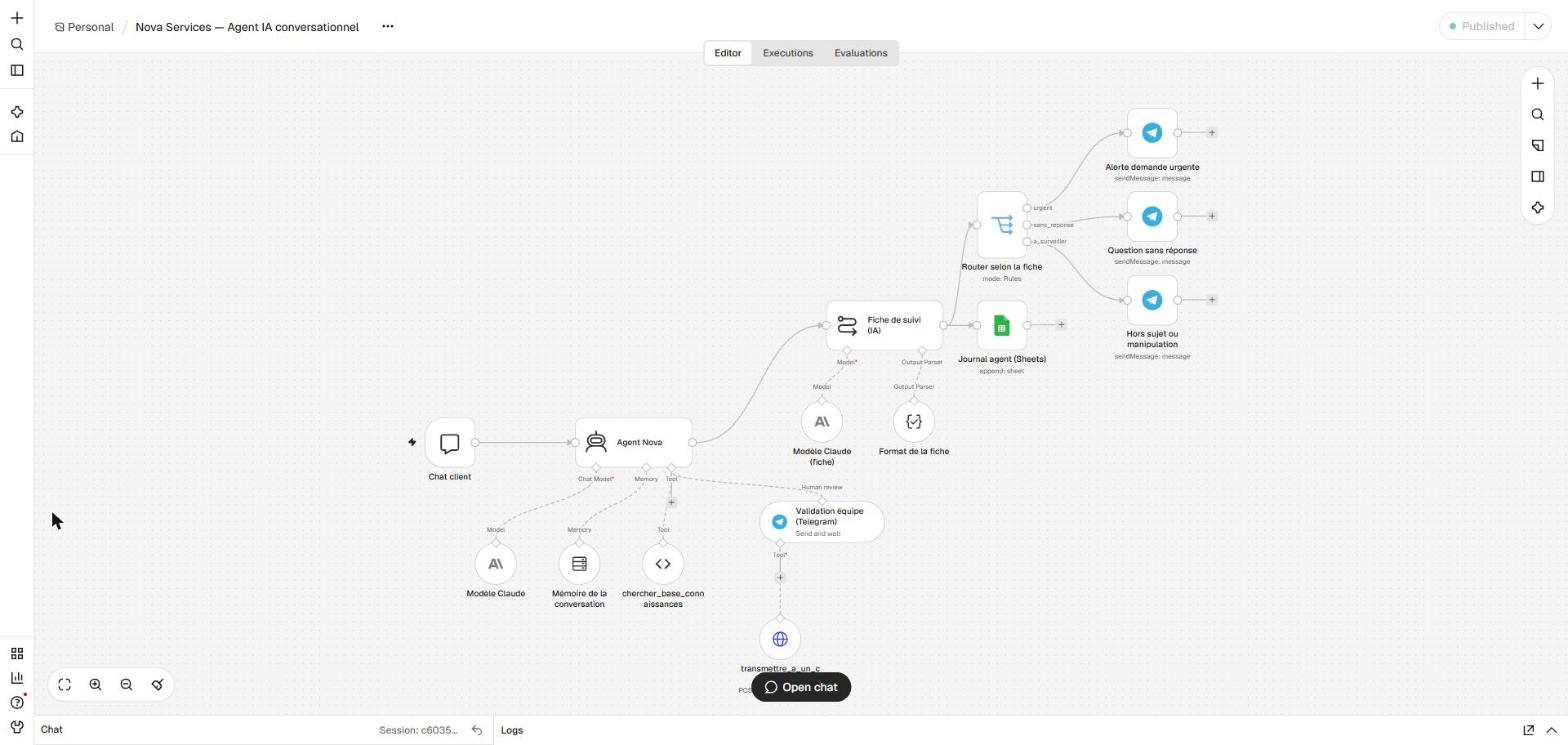 Personal / Nova Services — Agent IA conversationnel
Published
Editor
Executions
Evaluations
Alerte demande urgente
sendMessage: message
urgent
sans_reponse
a_surveiller
Router selon la fiche
mode: Rules
Question sans réponse
sendMessage: message
Hors sujet ou
manipulation
sendMessage: message
Fiche de suivi
(IA)
Model*
Output Parser
Journal agent (Sheets)
append: sheet
Model
Output Parser
Modèle Claude
(fiche)
Format de la fiche
Chat client
Agent Nova
Chat Model*
Memory
Tool
Human review
Validation équipe
(Telegram)
Send and wait
Tool*
Model
Memory
Tool
Modèle Claude
Mémoire de la
conversation
chercher_base_conn
aissances
transmettre_a_un_c
Open chat
Chat
Session: c6035...
Logs